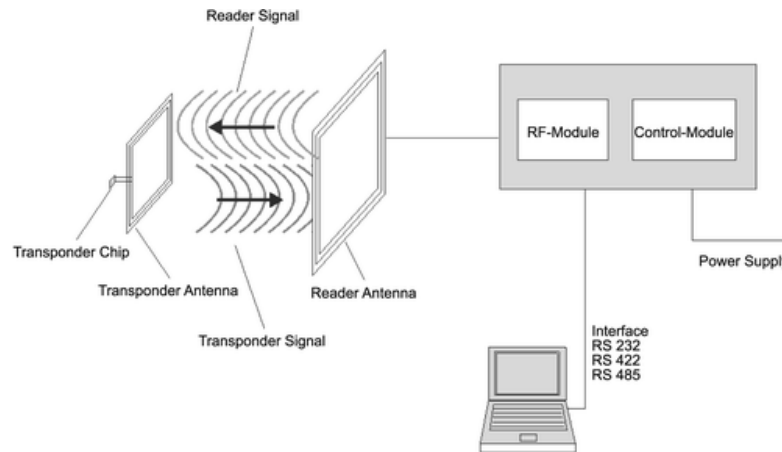 Reader Signal
RF-Module
Control-Module
Transponder Chip
Transponder Antenna
Reader Antenna
Power Supply
Transponder Signal
Interface
RS 232
RS 422
RS 485